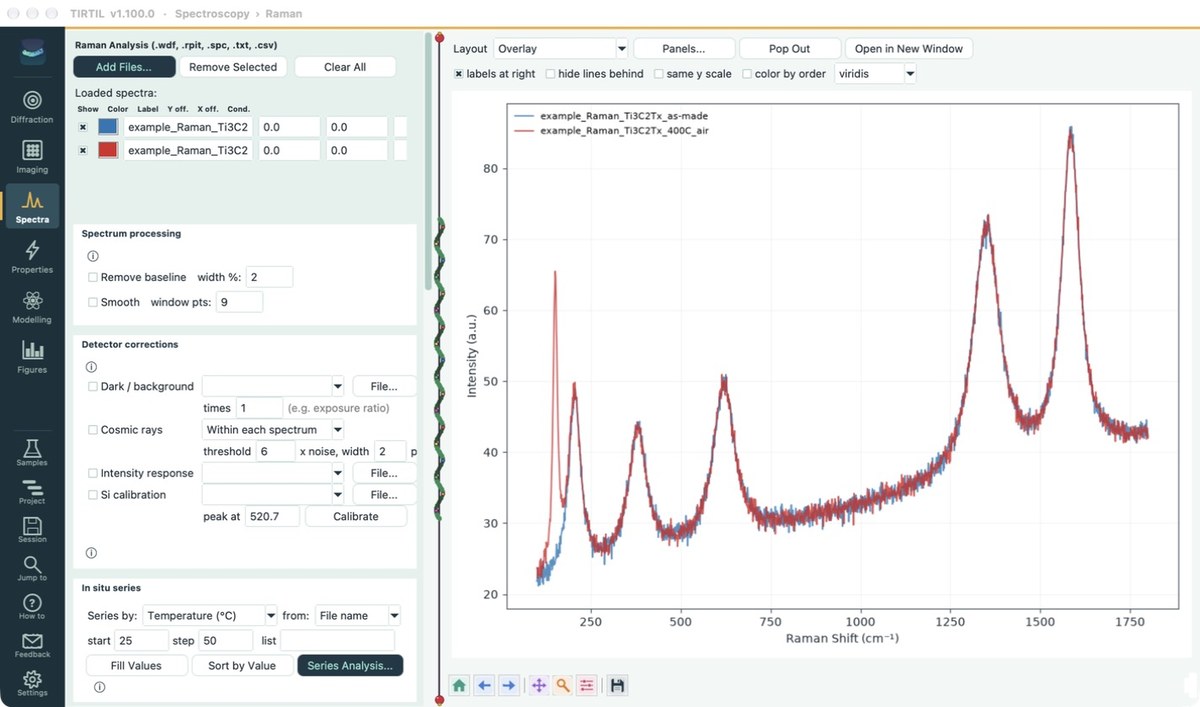 TIRTIL v1.100.0 · Spectroscopy › Raman
Diffraction
Imaging
Spectra
Properties
Modelling
Figures
Samples
Project
Session
Jump to
How to
Feedback
Settings
Raman Analysis (.wdf, .rpit, .spc, .txt, .csv)
Add Files... Remove Selected Clear All
Loaded spectra:
Show Color Label Y off. X off. Cond.
example_Raman_Ti3C2 0.0 0.0
example_Raman_Ti3C2 0.0 0.0
Spectrum processing
Remove baseline width %: 2
Smooth window pts: 9
Detector corrections
Dark / background File...
times 1 (e.g. exposure ratio)
Cosmic rays Within each spectrum
threshold 6 x noise, width 2 p
Intensity response File...
Si calibration File...
peak at 520.7 Calibrate
In situ series
Series by: Temperature (°C) from: File name
start 25 step 50 list
Fill Values Sort by Value Series Analysis...
Layout Overlay Panels... Pop Out Open in New Window
labels at right hide lines behind same y scale color by order viridis
example_Raman_Ti3C2Tx_as-made
example_Raman_Ti3C2Tx_400C_air
80
70
60
50
40
30
20
Intensity (a.u.)
250 500 750 1000 1250 1500 1750
Raman Shift (cm⁻¹)